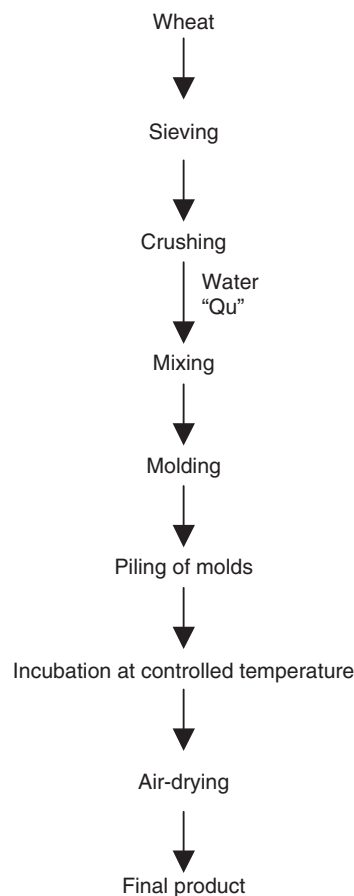 Wheat
Sieving
Crushing
Water
“Qu”
Mixing
Molding
Piling of molds
Incubation at controlled temperature
Air-drying
Final product